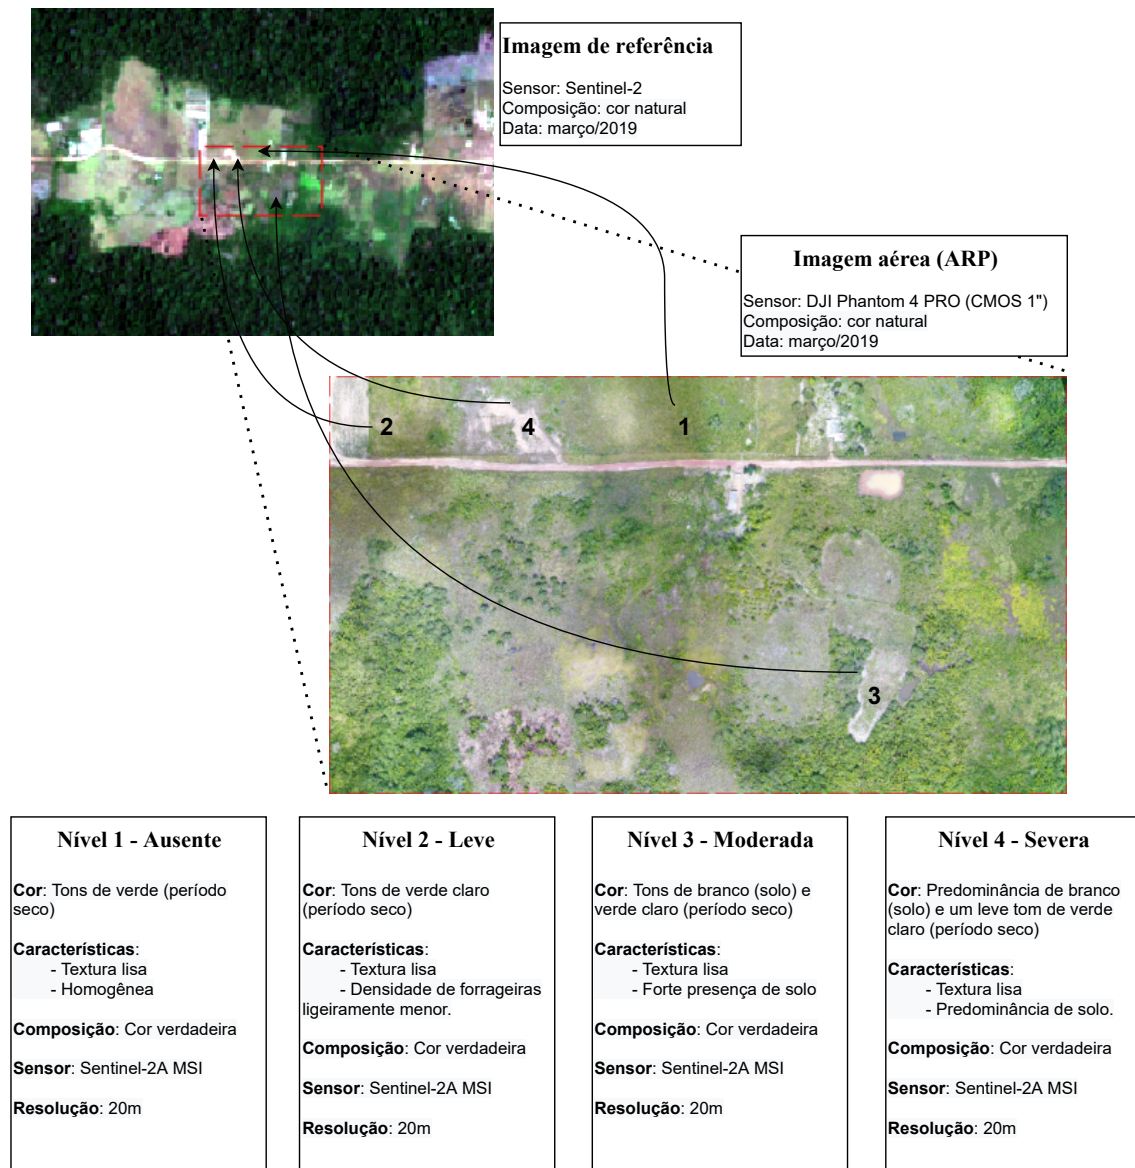 Imagem de referência
Sensor: Sentinel-2
Composição: cor natural
Data: março/2019
Imagem aérea (ARP)
Sensor: DJI Phantom 4 PRO (CMOS 1")
Composição: cor natural
Data: março/2019
2
4
1
3
Nível 1 - Ausente
Cor: Tons de verde (período
seco)
Características:
- Textura lisa
- Homogênea
Composição: Cor verdadeira
Sensor: Sentinel-2A MSI
Resolução: 20m
Nível 2 - Leve
Cor: Tons de verde claro
(período seco)
Características:
- Textura lisa
- Densidade de forrageiras
ligeiramente menor.
Composição: Cor verdadeira
Sensor: Sentinel-2A MSI
Resolução: 20m
Nível 3 - Moderada
Cor: Tons de branco (solo) e
verde claro (período seco)
Características:
- Textura lisa
- Forte presença de solo
Composição: Cor verdadeira
Sensor: Sentinel-2A MSI
Resolução: 20m
Nível 4 - Severa
Cor: Predominância de branco
(solo) e um leve tom de verde
claro (período seco)
Características:
- Textura lisa
- Predominância de solo.
Composição: Cor verdadeira
Sensor: Sentinel-2A MSI
Resolução: 20m